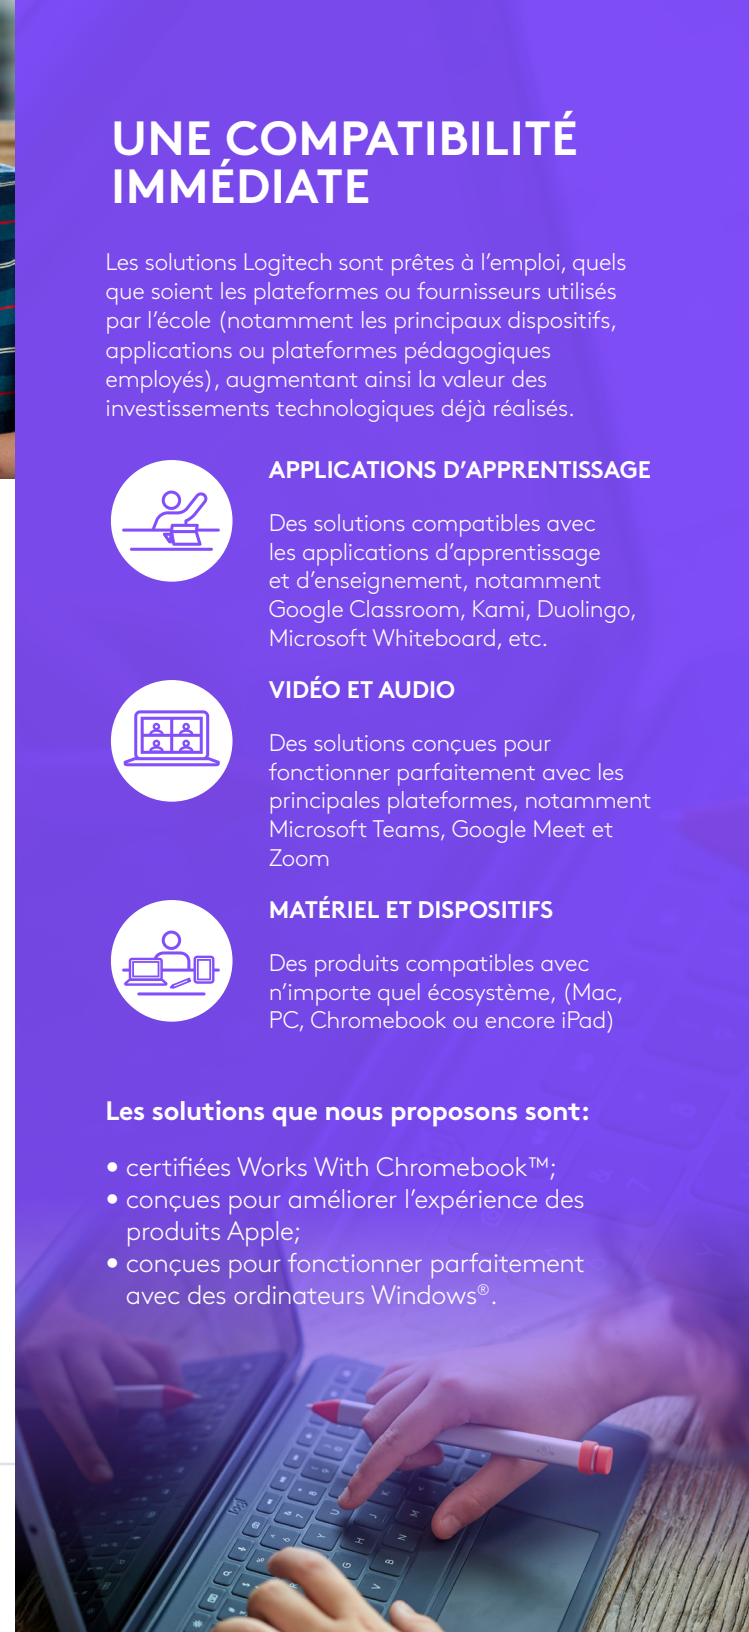 UNE COMPATIBILITÉ
IMMÉDIATE
Les solutions Logitech sont prêtes à l’emploi, quels
que soient les plateformes ou fournisseurs utilisés
par l’école (notamment les principaux dispositifs,
applications ou plateformes pédagogiques
employés), augmentant ainsi la valeur des
investissements technologiques déjà réalisés.
APPLICATIONS D’APPRENTISSAGE
Des solutions compatibles avec
les applications d’apprentissage
et d’enseignement, notamment
Google Classroom, Kami, Duolingo,
Microsoft Whiteboard, etc.
VIDÉO ET AUDIO
Des solutions conçues pour
fonctionner parfaitement avec les
principales plateformes, notamment
Microsoft Teams, Google Meet et
Zoom
MATÉRIEL ET DISPOSITIFS
Des produits compatibles avec
n’importe quel écosystème, (Mac,
PC, Chromebook ou encore iPad)
Les solutions que nous proposons sont:
• certifiées Works With Chromebook™;
• conçues pour améliorer l’expérience des
produits Apple;
• conçues pour fonctionner parfaitement
avec des ordinateurs Windows®.